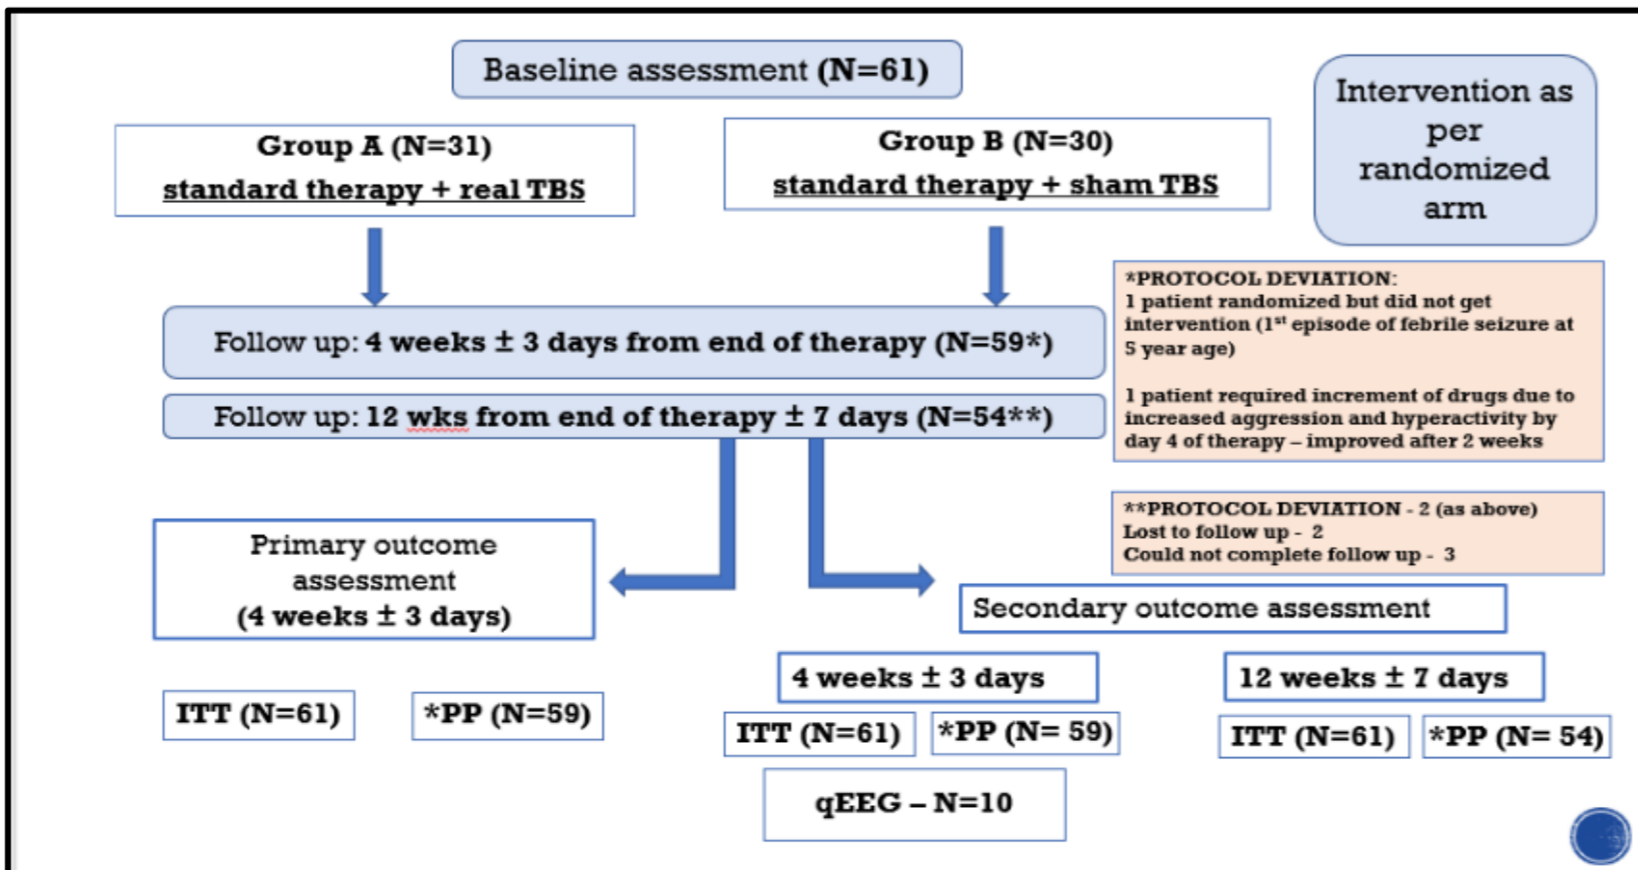 Baseline assessment (N=61)
Intervention as
per
randomized
arm
Group A (N=31)
standard therapy + real TBS
Group B (N=30)
standard therapy + sham TBS
*PROTOCOL DEVIATION:
1 patient randomized but did not get
intervention (1st episode of febrile seizure at
5 year age)
1 patient required increment of drugs due to
increased aggression and hyperactivity by
day 4 of therapy – improved after 2 weeks
Follow up: 4 weeks ± 3 days from end of therapy (N=59*)
Follow up: 12 wks from end of therapy ± 7 days (N=54**)
**PROTOCOL DEVIATION - 2 (as above)
Lost to follow up - 2
Could not complete follow up - 3
Primary outcome
assessment
(4 weeks ± 3 days)
Secondary outcome assessment
4 weeks ± 3 days
12 weeks ± 7 days
ITT (N=61)
*PP (N=59)
ITT (N=61)
*PP (N= 59)
ITT (N=61)
*PP (N= 54)
qEEG – N=10